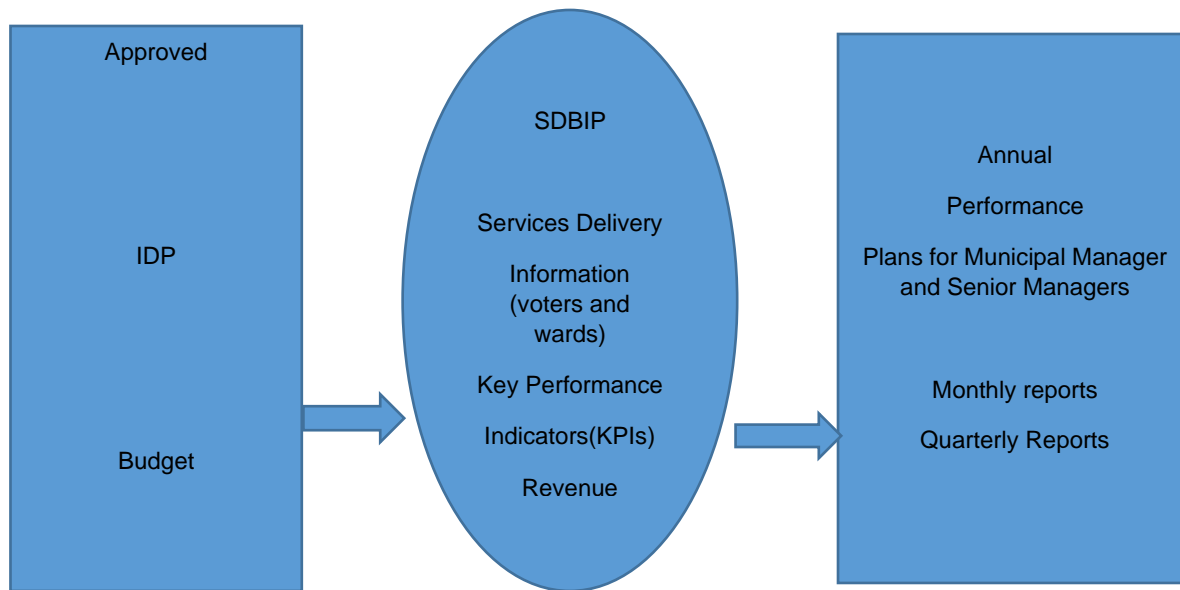 Approved
IDP
Budget
SDBIP
Services Delivery
Information
(voters and
wards)
Key Performance
Indicators(KPIs)
Revenue
Annual
Performance
Plans for Municipal Manager
and Senior Managers
Monthly reports
Quarterly Reports